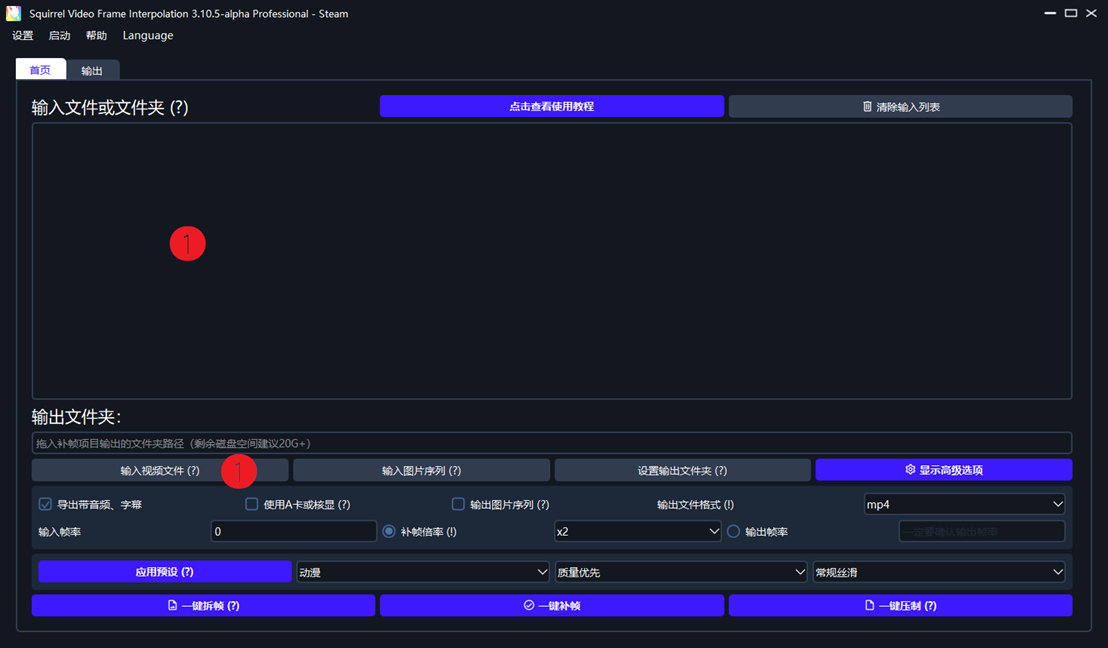 Squirrel Video Frame Interpolation 3.10.5-alpha Professional - Steam
设置 启动 帮助 Language
首页 输出
输入文件或文件夹 (?) 点击查看使用教程 清除输入列表
1
输出文件夹:
拖入补帧项目输出的文件夹路径（剩余磁盘空间建议20G+）
输入视频文件 (?) 1 输入图片序列 (?) 设置输出文件夹 (?) 显示高级选项
导出带音频、字幕 使用A卡或核显 (?) 输出图片序列 (?) 输出文件格式 (!) mp4
输入帧率 0 补帧倍率 (!) x2 输出帧率 一定要确认输出帧率
应用预设 (?) 动漫 质量优先 常规丝滑
一键拆帧 (?) 一键补帧 一键压制 (?)